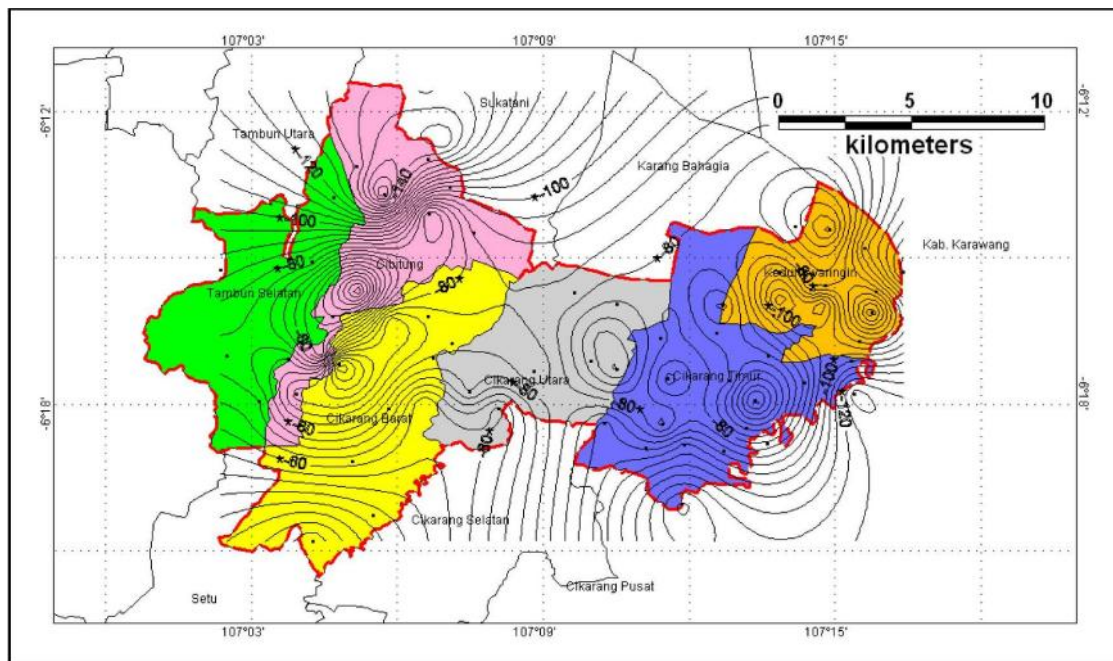 107°03'
107°09'
107°15'
-6°12'
-6°12'
0
5
10
kilometers
Sukatani
Tambun Utara
-120
-140
Karang Bahagia
-100
-100
Kab. Karawang
-80
-80
Cibitung
-80
Tambun Selatan
-80
-100
Cikarang Utara
-80
Cikarang Timur
-100
-6°18'
-6°18'
Cikarang Barat
-80
-80
-120
-80
-80
-60
Cikarang Selatan
Cikarang Pusat
Setu
107°03'
107°09'
107°15'